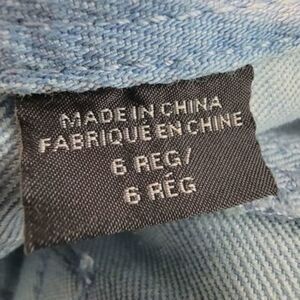 MADE IN CHINA
FABRIQUE EN CHINE
6 REG/
6 RÉG